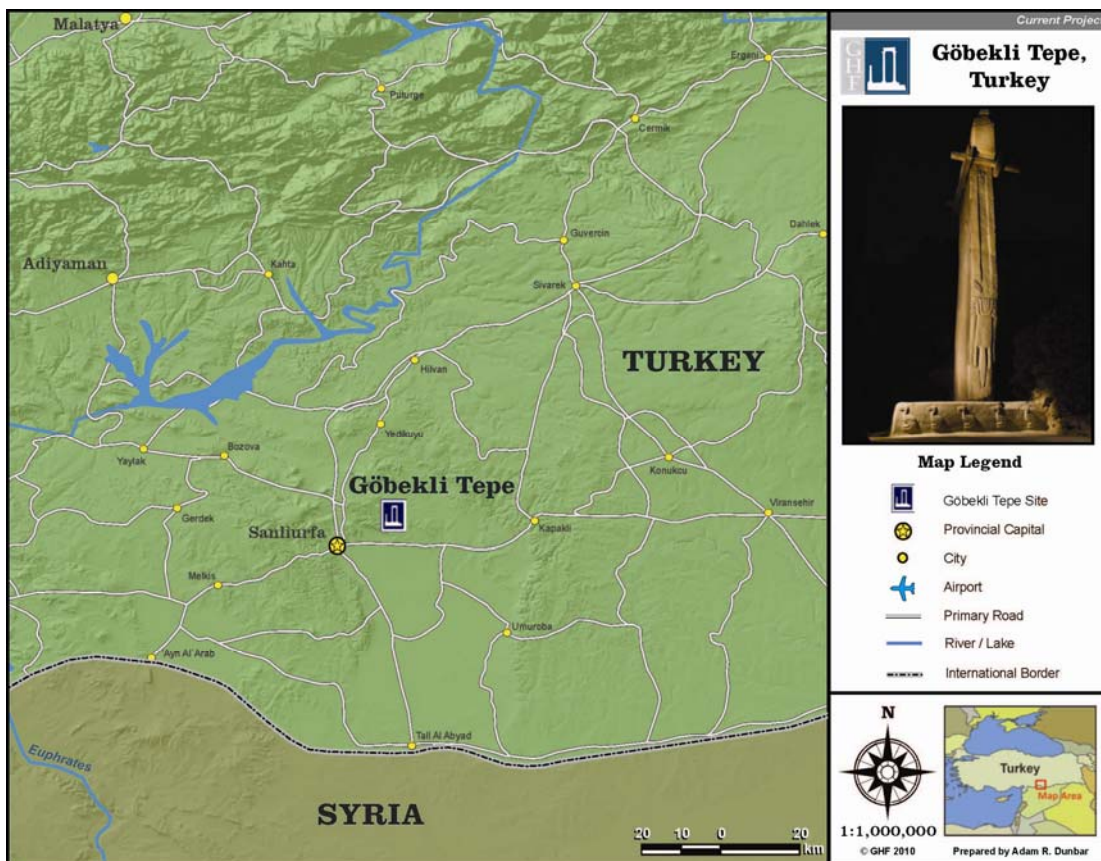 Malatya
Puturge
Ergani
Cermik
Guvercin
Dahlek
Adiyaman
Kahta
Sivarek
TURKEY
Hilvan
Yedikuyu
Yaylak
Bozova
Konukcu
Göbekli Tepe
Viransehir
Gerdek
Kapakli
Sanliurfa
Melkis
Umuroba
'Ayn Al`Arab
Tall Al Abyad
Euphrates
SYRIA
20 10 0 20
km
Current Project
GHF
Göbekli Tepe,
Turkey
Map Legend
Göbekli Tepe Site
Provincial Capital
City
Airport
Primary Road
River / Lake
International Border
N
1:1,000,000
© GHF 2010
Turkey
Map Area
Prepared by Adam R. Dunbar